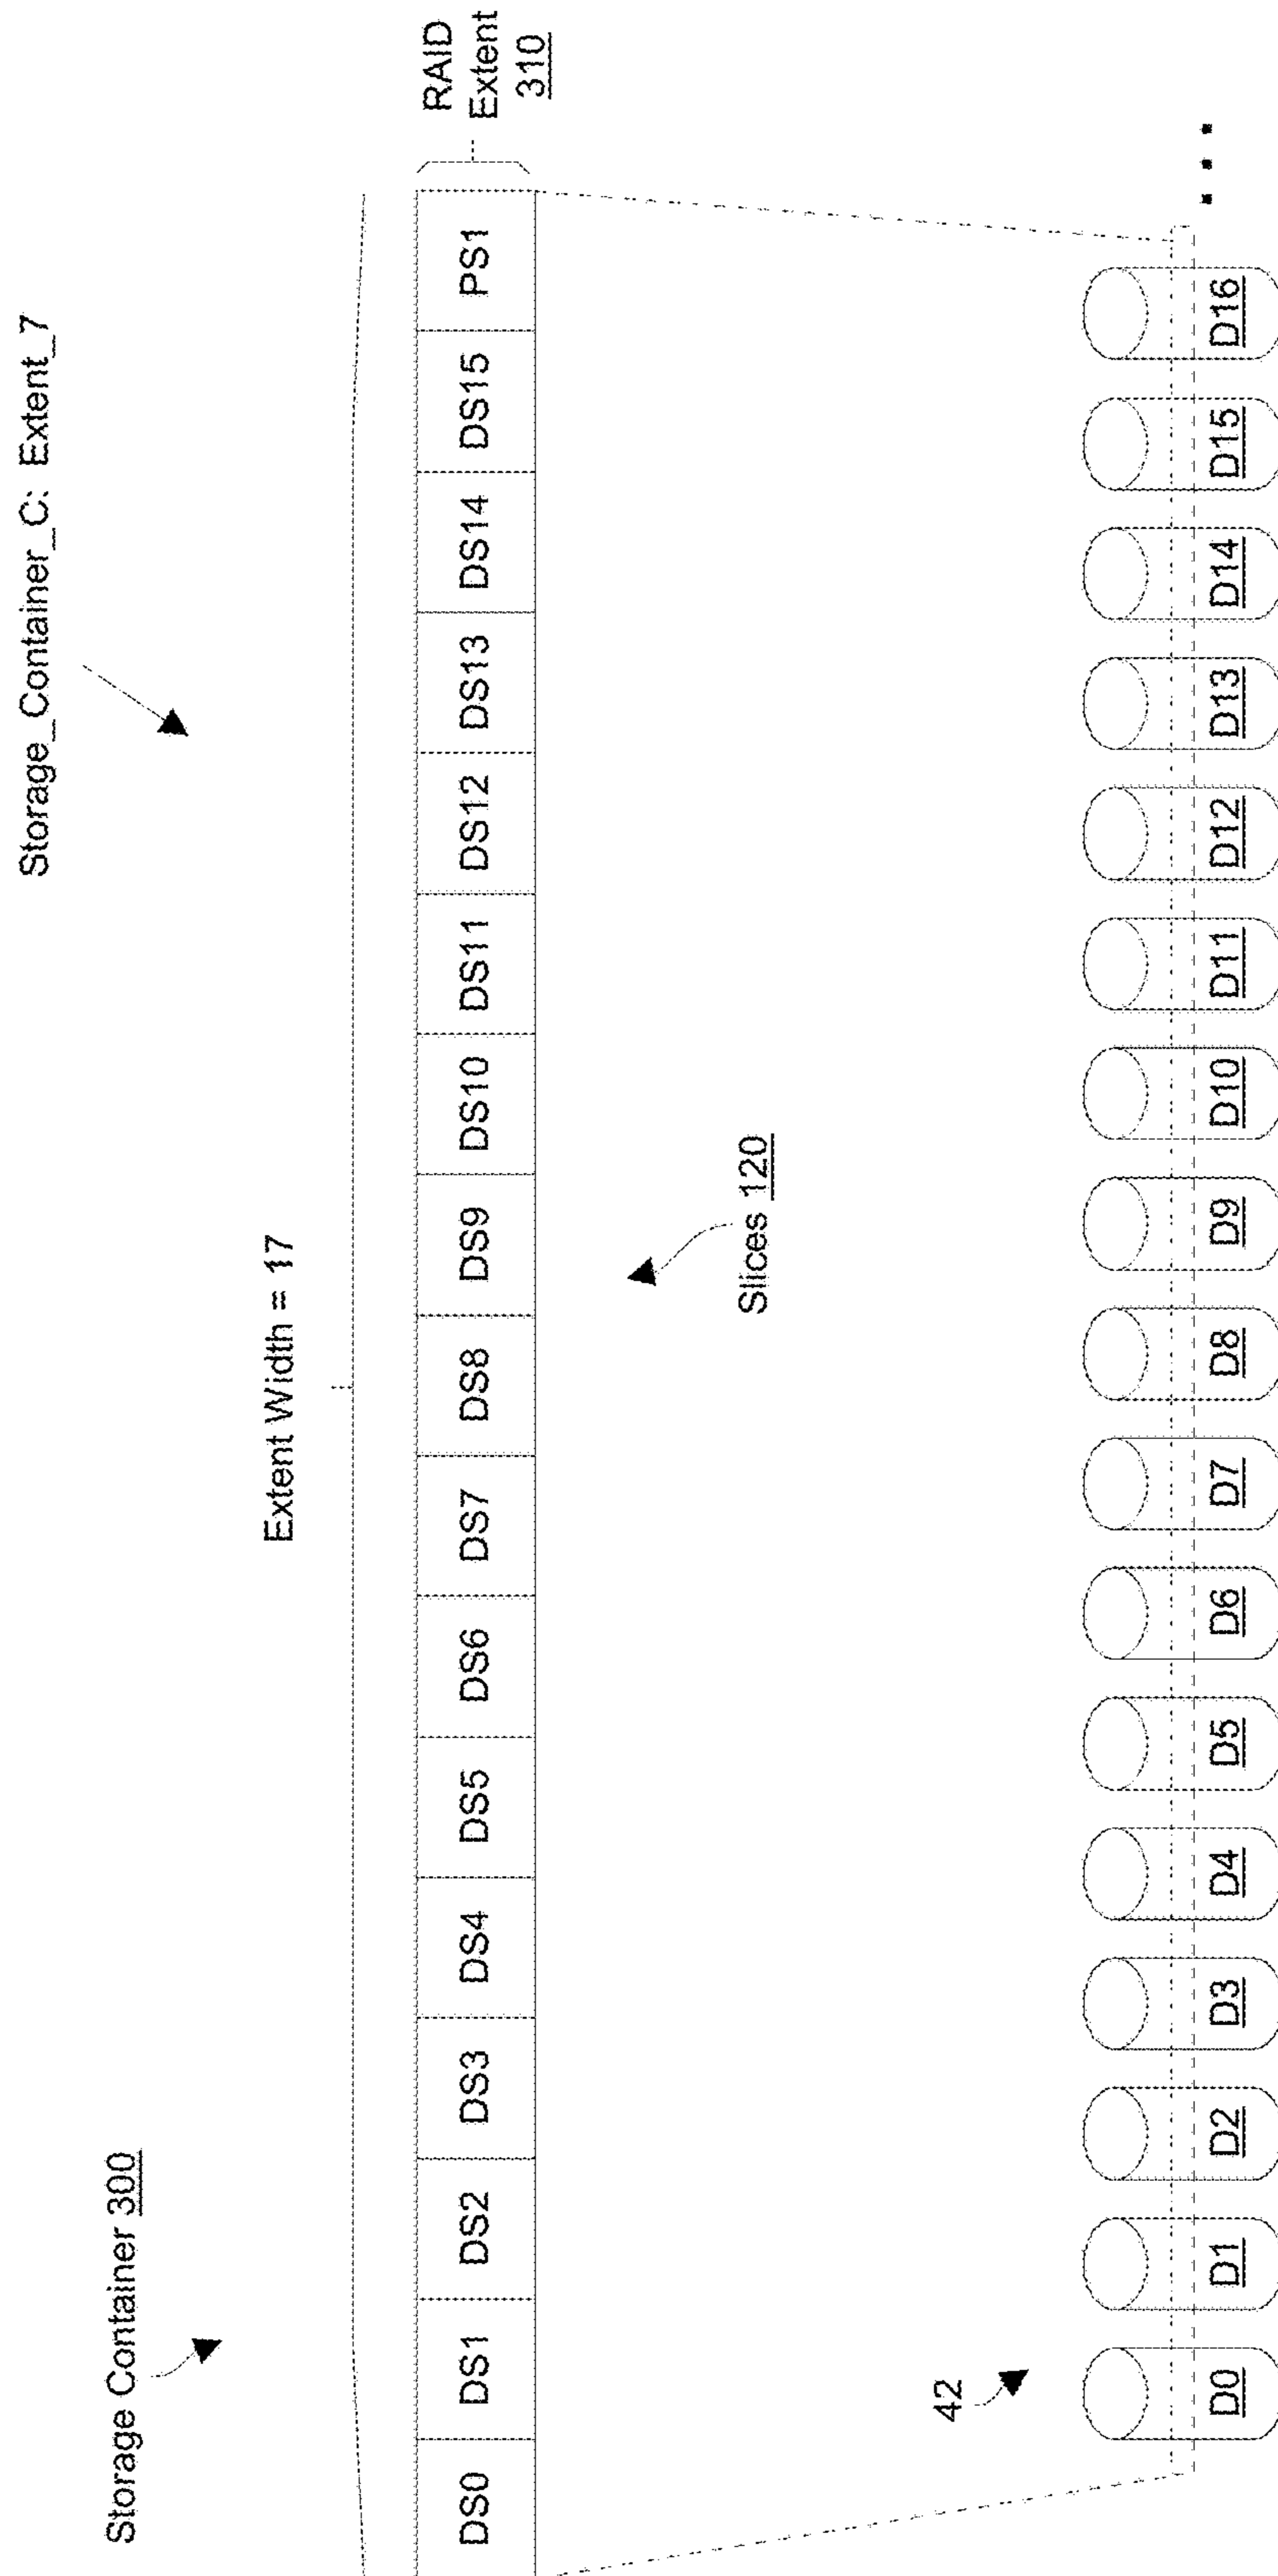 Storage_Container_C: Extent_7
Storage Container 300
Extent Width = 17
RAID
Extent
310
DS0 DS1 DS2 DS3 DS4 DS5 DS6 DS7 DS8 DS9 DS10 DS11 DS12 DS13 DS14 DS15 PS1
Slices 120
42
D0 D1 D2 D3 D4 D5 D6 D7 D8 D9 D10 D11 D12 D13 D14 D15 D16